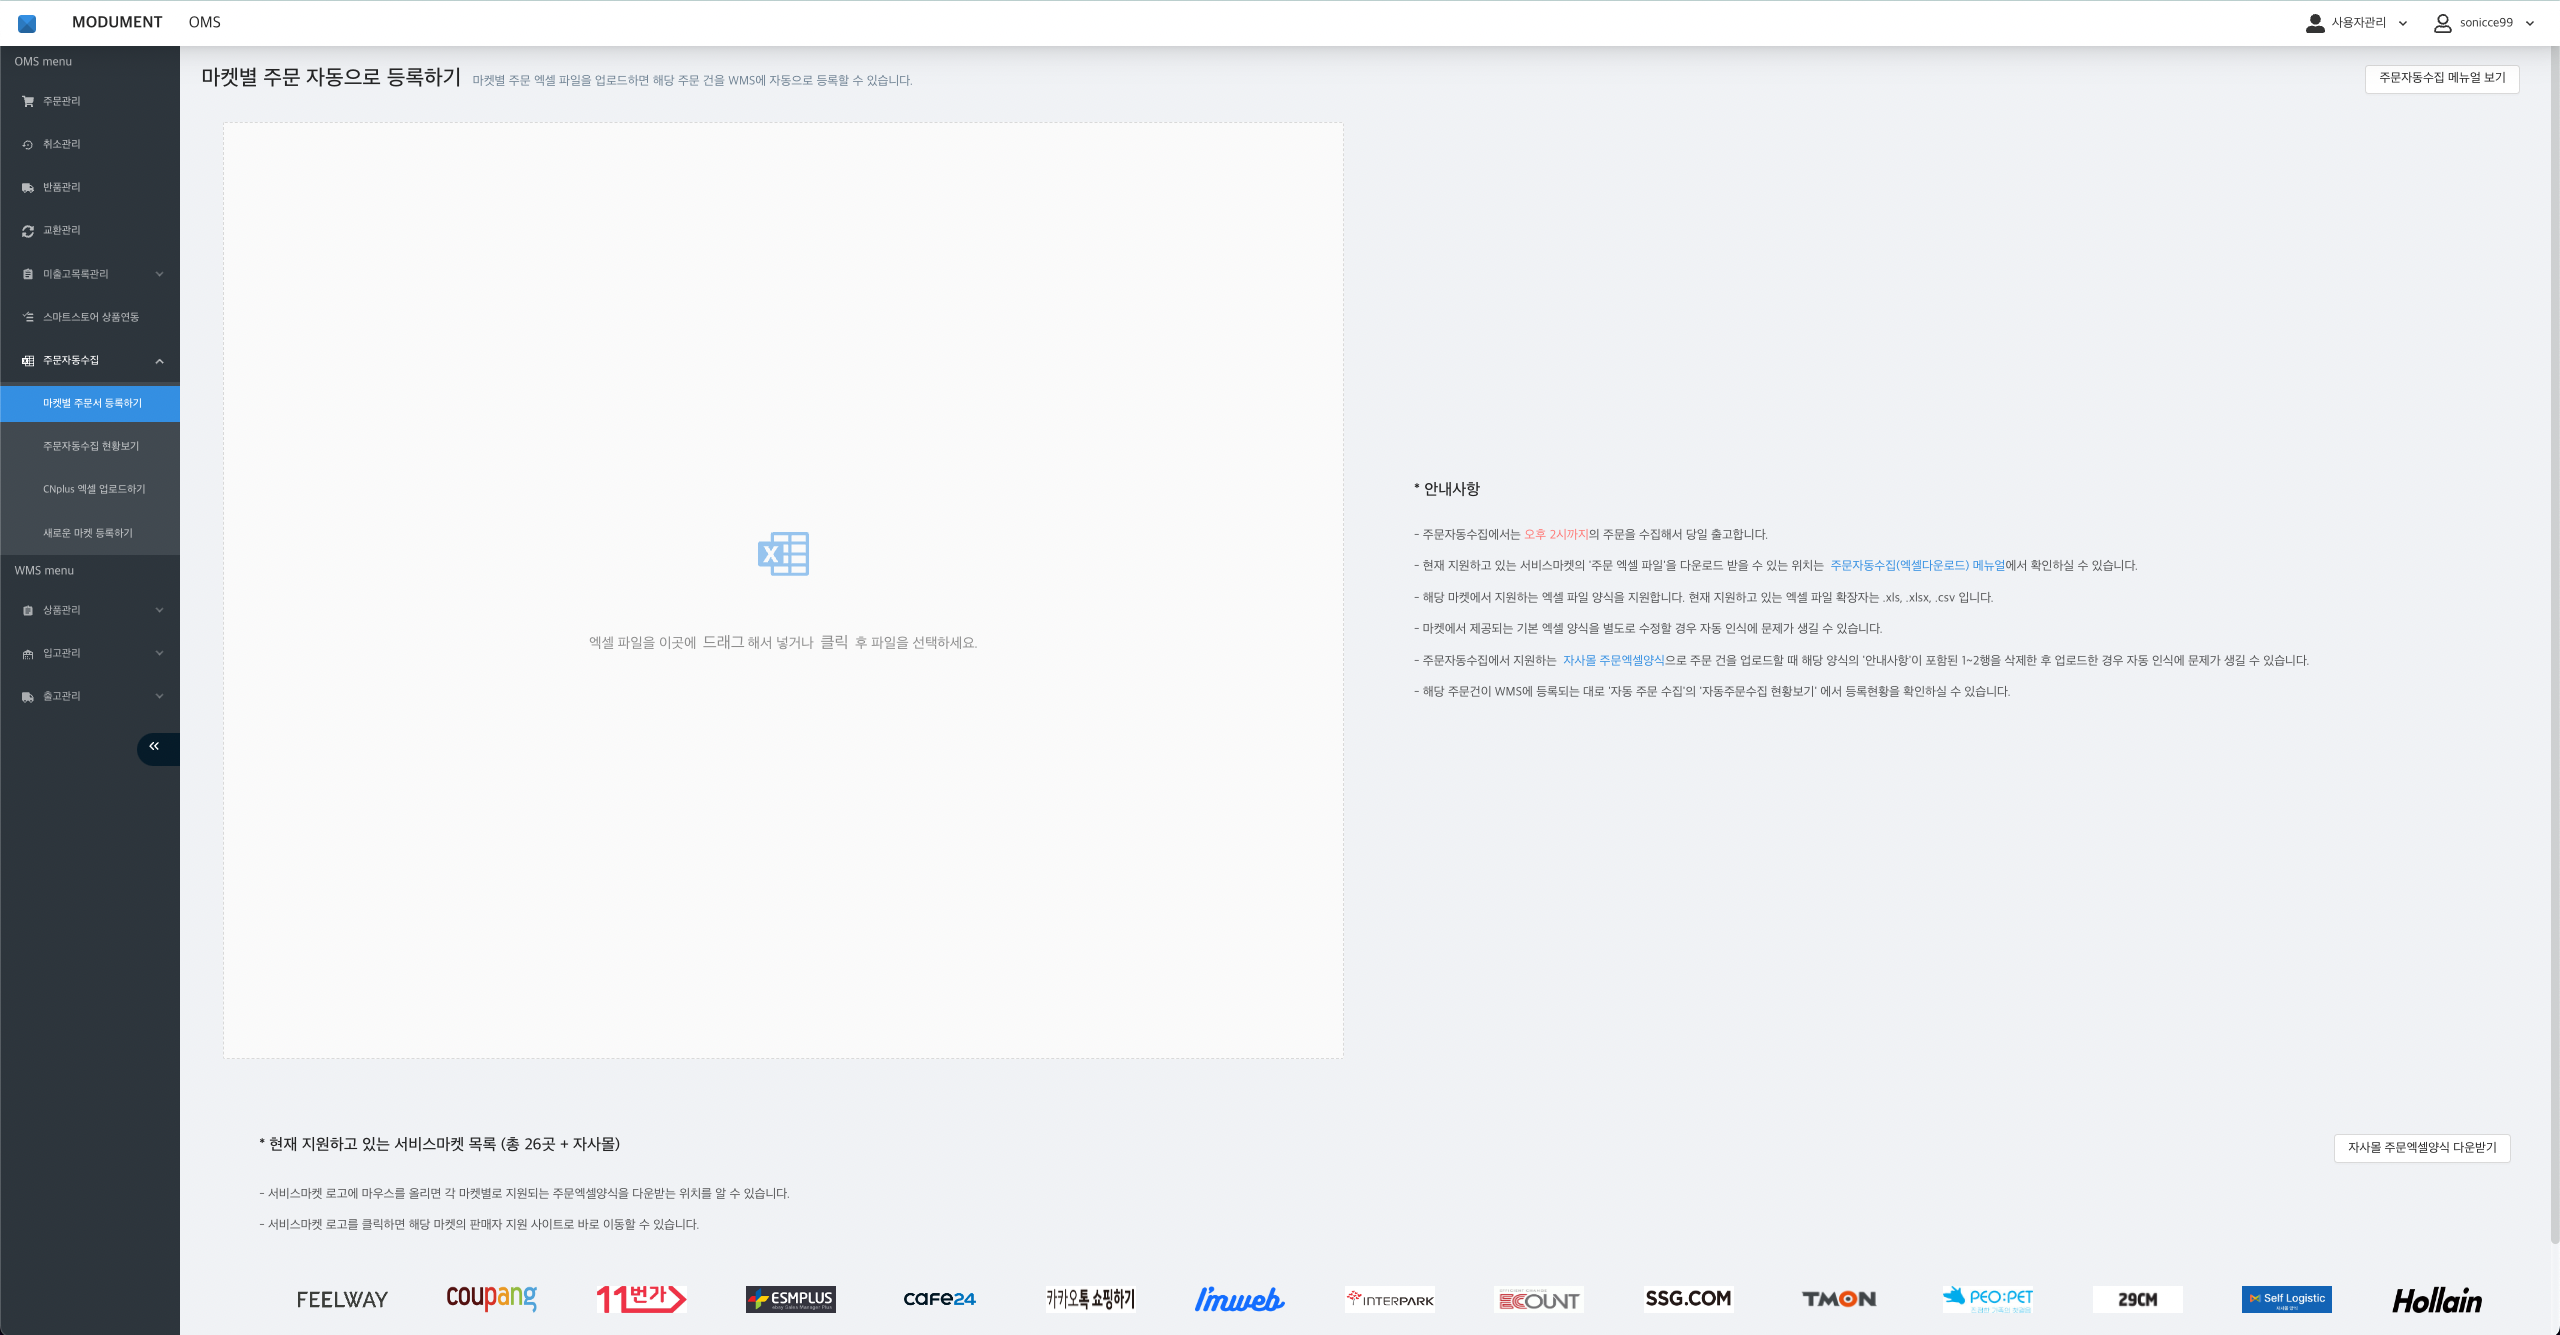 MODUMENT OMS 사용자관리 sonicce99
OMS menu
주문관리
취소관리
반품관리
교환관리
미출고목록관리
스마트스토어 상품연동
주문자동수집
마켓별 주문서 등록하기
주문자동수집 현황보기
CNplus 엑셀 업로드하기
새로운 마켓 등록하기
WMS menu
상품관리
입고관리
출고관리
마켓별 주문 자동으로 등록하기 마켓별 주문 엑셀 파일을 업로드하면 해당 주문 건을 WMS에 자동으로 등록할 수 있습니다.
주문자동수집 메뉴얼 보기
엑셀 파일을 이곳에 드래그 해서 넣거나 클릭 후 파일을 선택하세요.
* 안내사항
- 주문자동수집에서는 오후 2시까지의 주문을 수집해서 당일 출고합니다.
- 현재 지원하고 있는 서비스마켓의 '주문 엑셀 파일'을 다운로드 받을 수 있는 위치는 주문자동수집(엑셀다운로드) 메뉴얼에서 확인하실 수 있습니다.
- 해당 마켓에서 지원하는 엑셀 파일 양식을 지원합니다. 현재 지원하고 있는 엑셀 파일 확장자는 .xls, .xlsx, .csv 입니다.
- 마켓에서 제공되는 기본 엑셀 양식을 별도로 수정할 경우 자동 인식에 문제가 생길 수 있습니다.
- 주문자동수집에서 지원하는 자사몰 주문엑셀양식으로 주문 건을 업로드할 때 해당 양식의 '안내사항'이 포함된 1~2행을 삭제한 후 업로드한 경우 자동 인식에 문제가 생길 수 있습니다.
- 해당 주문건이 WMS에 등록되는 대로 '자동 주문 수집'의 '자동주문수집 현황보기' 에서 등록현황을 확인하실 수 있습니다.
* 현재 지원하고 있는 서비스마켓 목록 (총 26곳 + 자사몰)
자사몰 주문엑셀양식 다운받기
- 서비스마켓 로고에 마우스를 올리면 각 마켓별로 지원되는 주문엑셀양식을 다운받는 위치를 알 수 있습니다.
- 서비스마켓 로고를 클릭하면 해당 마켓의 판매자 지원 사이트로 바로 이동할 수 있습니다.
FEELWAY coupang 11번가 ESMPLUS cafe24 카카오톡 쇼핑하기 I'mweb INTERPARK ECOUNT SSG.COM TMON PEO:PET 29CM Self Logistic Hollain